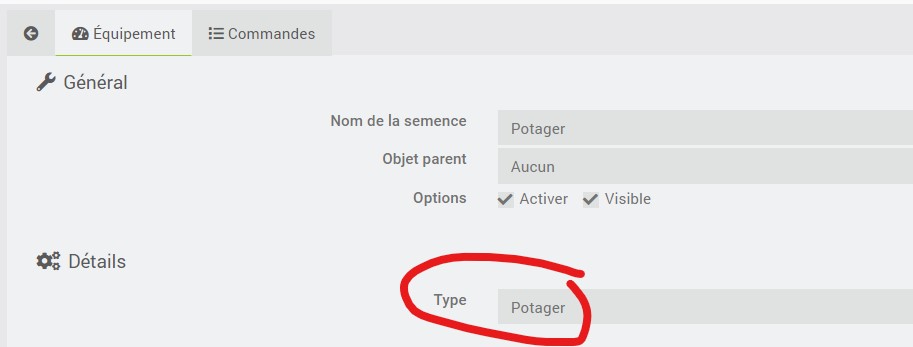 Équipement Commandes
Général
Nom de la semence Potager
Objet parent Aucun
Options Activer Visible
Détails
Type Potager